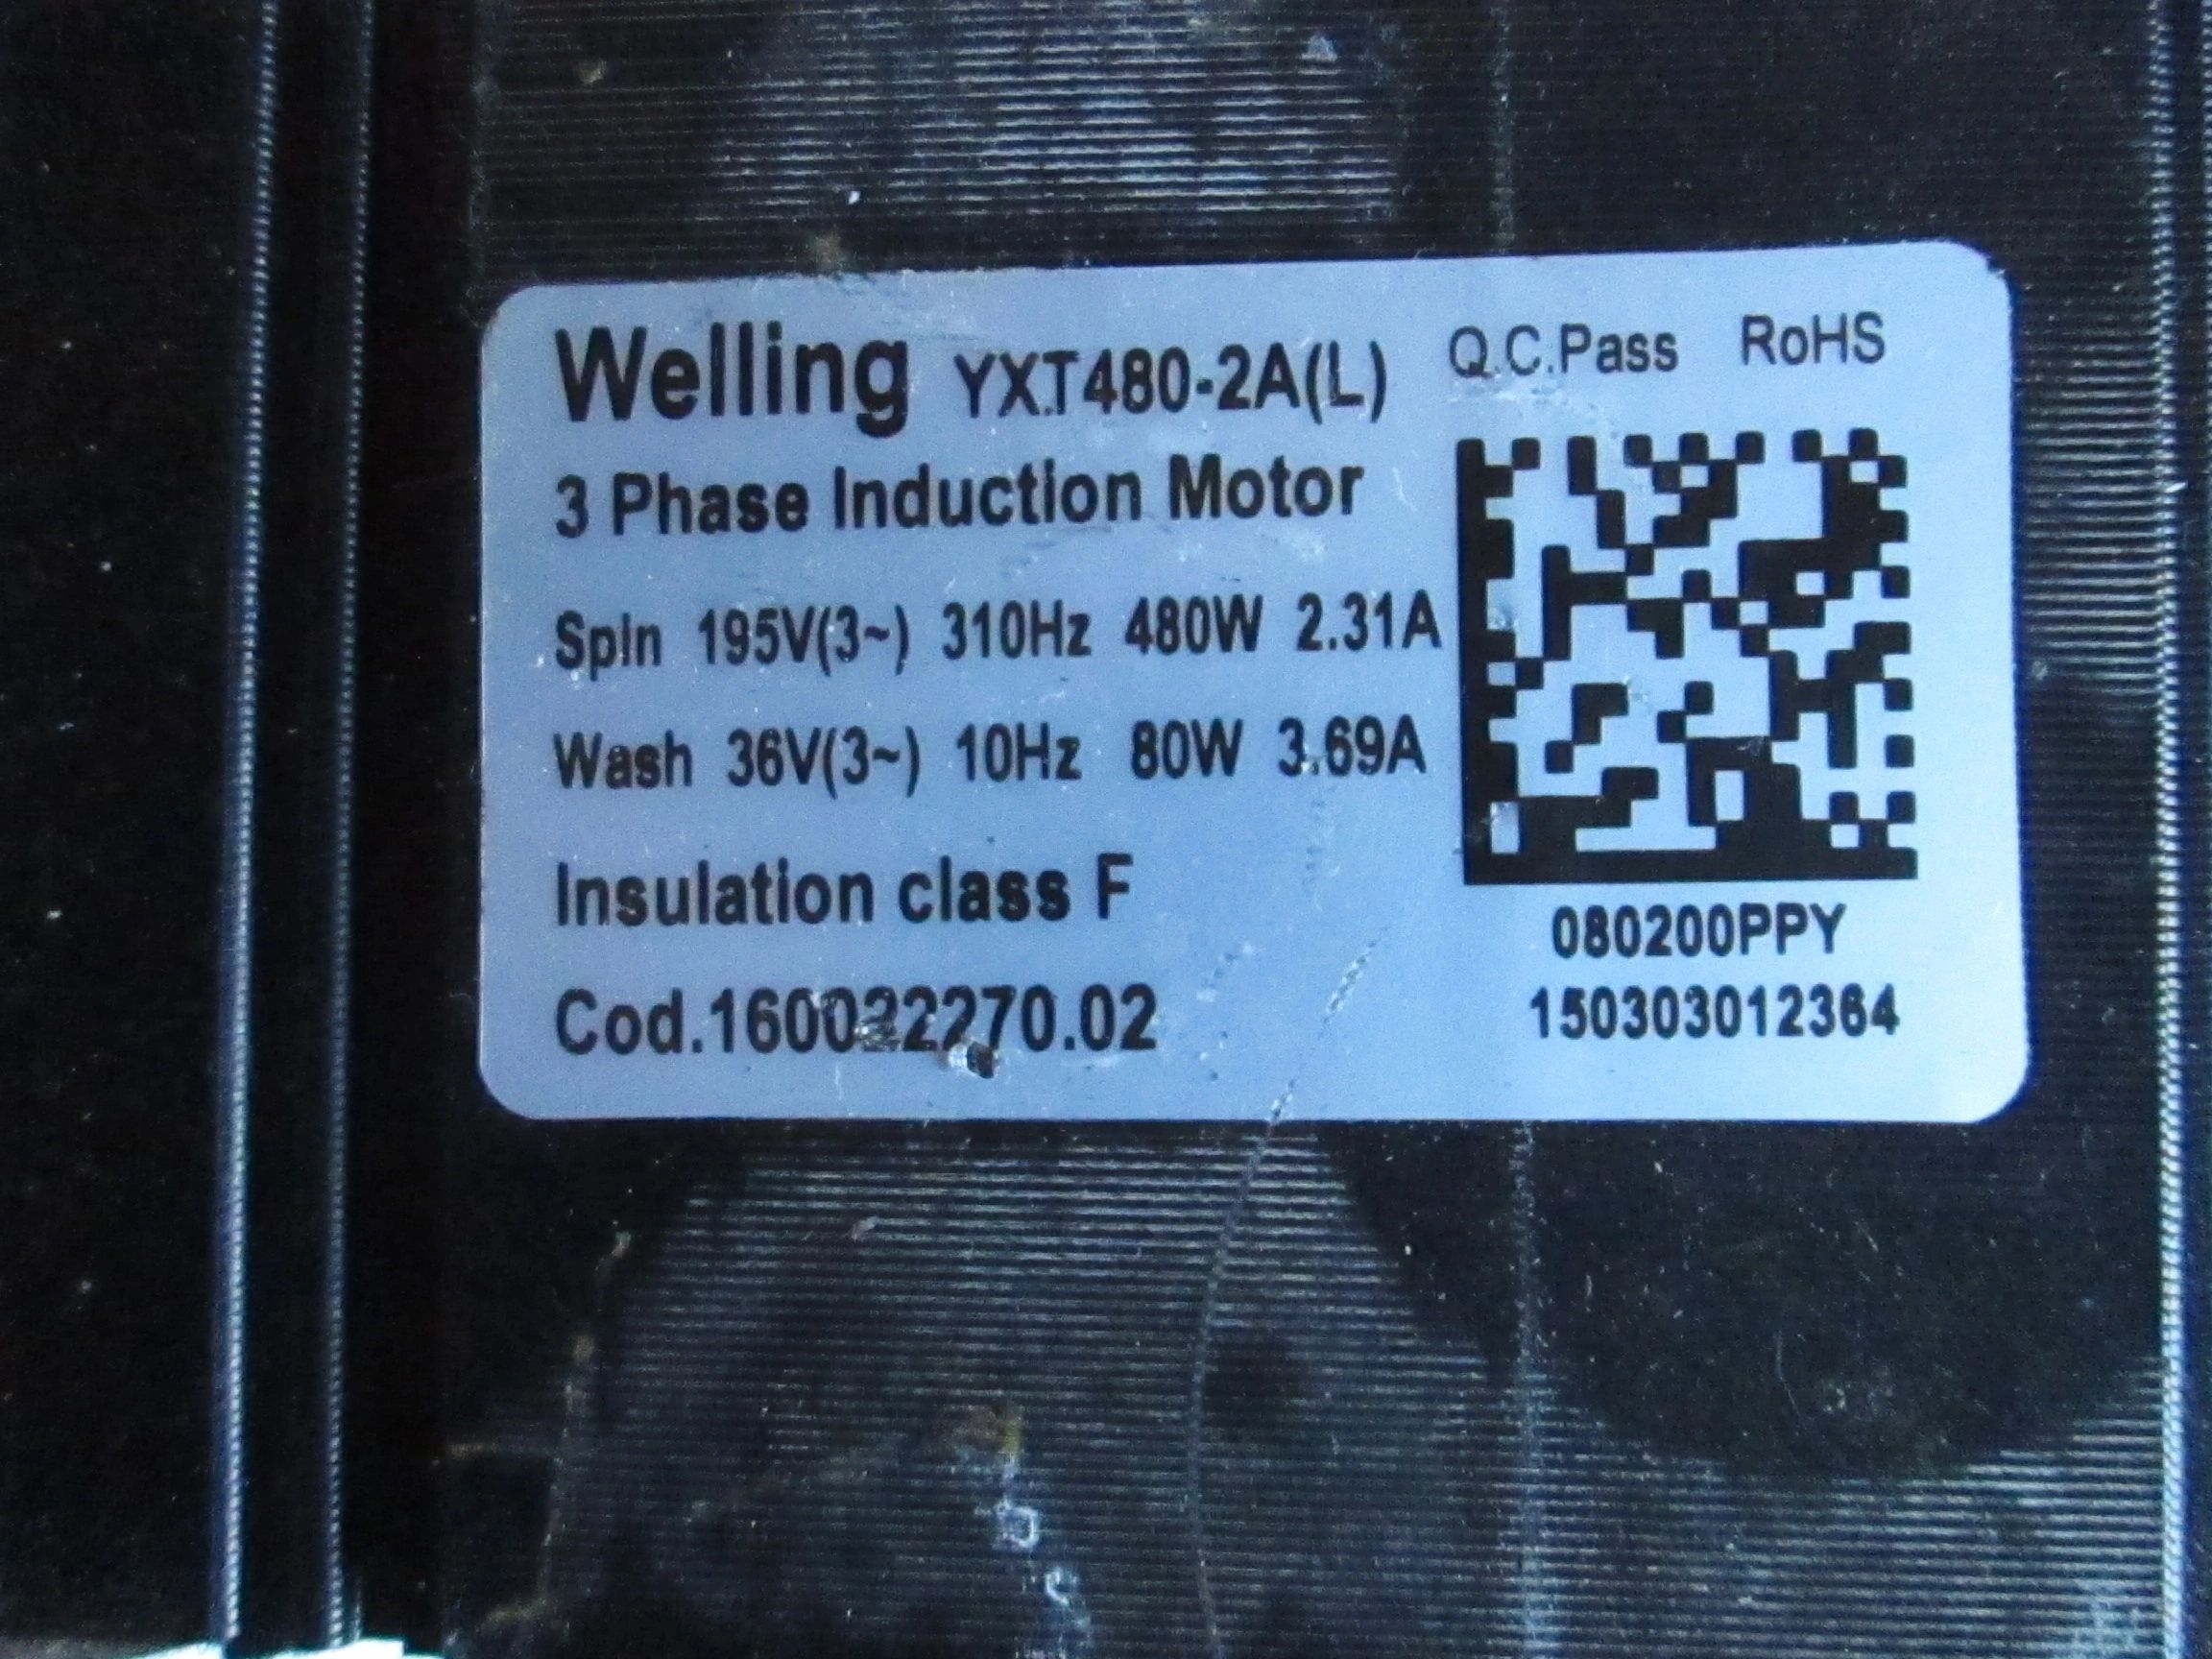 Welling YXT480-2A(L) Q.C.Pass RoHS
3 Phase Induction Motor
Spin 195V(3~) 310Hz 480W 2.31A
Wash 36V(3~) 10Hz 80W 3.69A
Insulation class F
Cod.160022270.02
080200PPY
150303012364